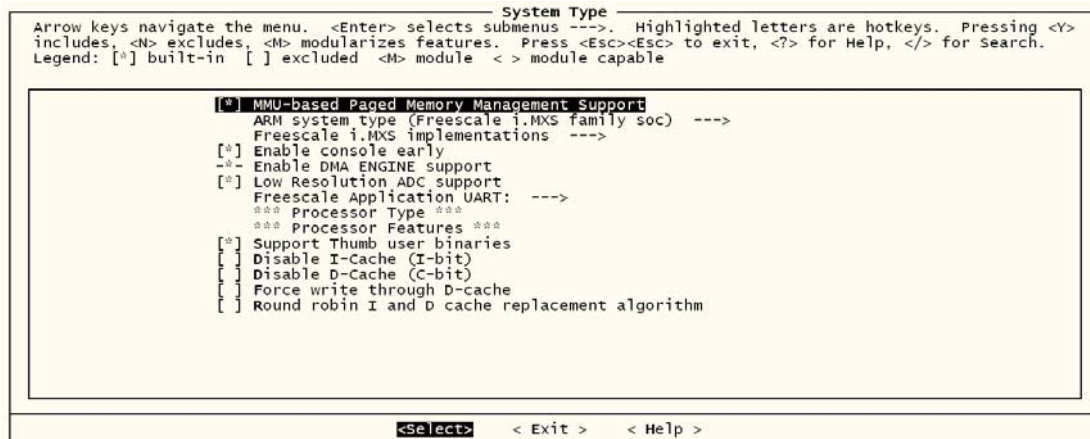 System Type
Arrow keys navigate the menu. <Enter> selects submenus --->. Highlighted letters are hotkeys. Pressing <Y>
includes, <N> excludes, <M> modularizes features. Press <Esc><Esc> to exit, <?> for Help, </> for Search.
Legend: [*] built-in [ ] excluded <M> module < > module capable
[*] MMU-based Paged Memory Management Support
ARM system type (Freescale i.MXS family soc) --->
Freescale i.MXS implementations --->
[*] Enable console early
-*- Enable DMA ENGINE support
[*] Low Resolution ADC support
Freescale Application UART: --->
*** Processor Type ***
*** Processor Features ***
[*] Support Thumb user binaries
[ ] Disable I-Cache (I-bit)
[ ] Disable D-Cache (C-bit)
[ ] Force write through D-cache
[ ] Round robin I and D cache replacement algorithm
<Select> < Exit > < Help >